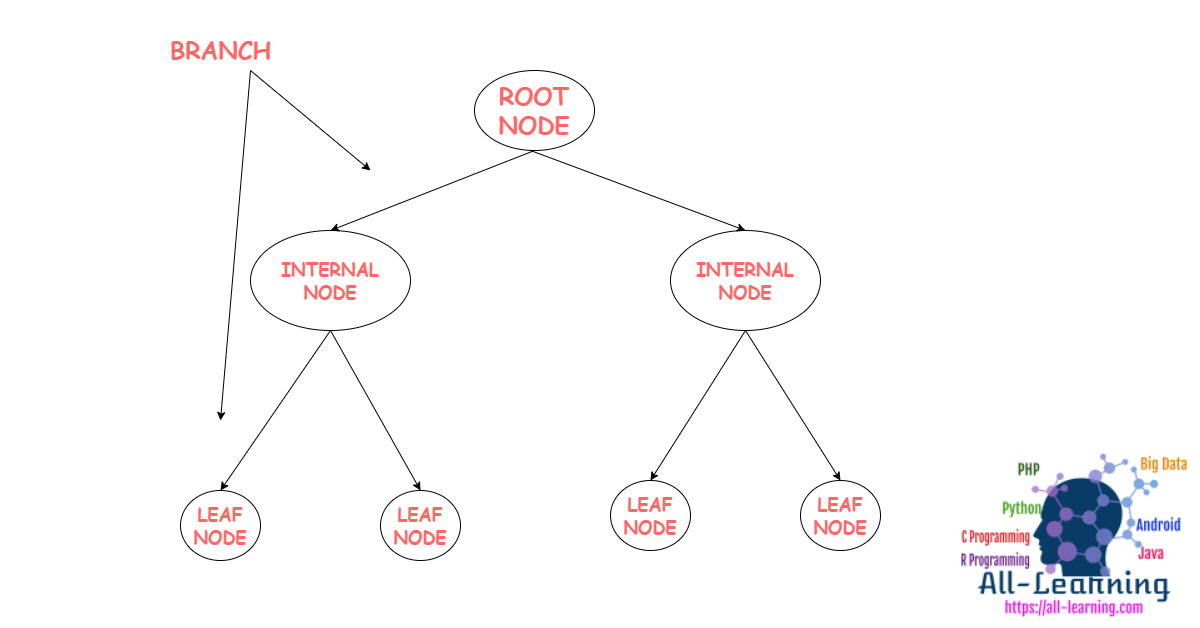 BRANCH
ROOT
NODE
INTERNAL
NODE
INTERNAL
NODE
LEAF
NODE
LEAF
NODE
LEAF
NODE
LEAF
NODE
PHP
Big Data
Python
Android
C Programming
Java
R Programming
All-Learning
https://all-learning.com